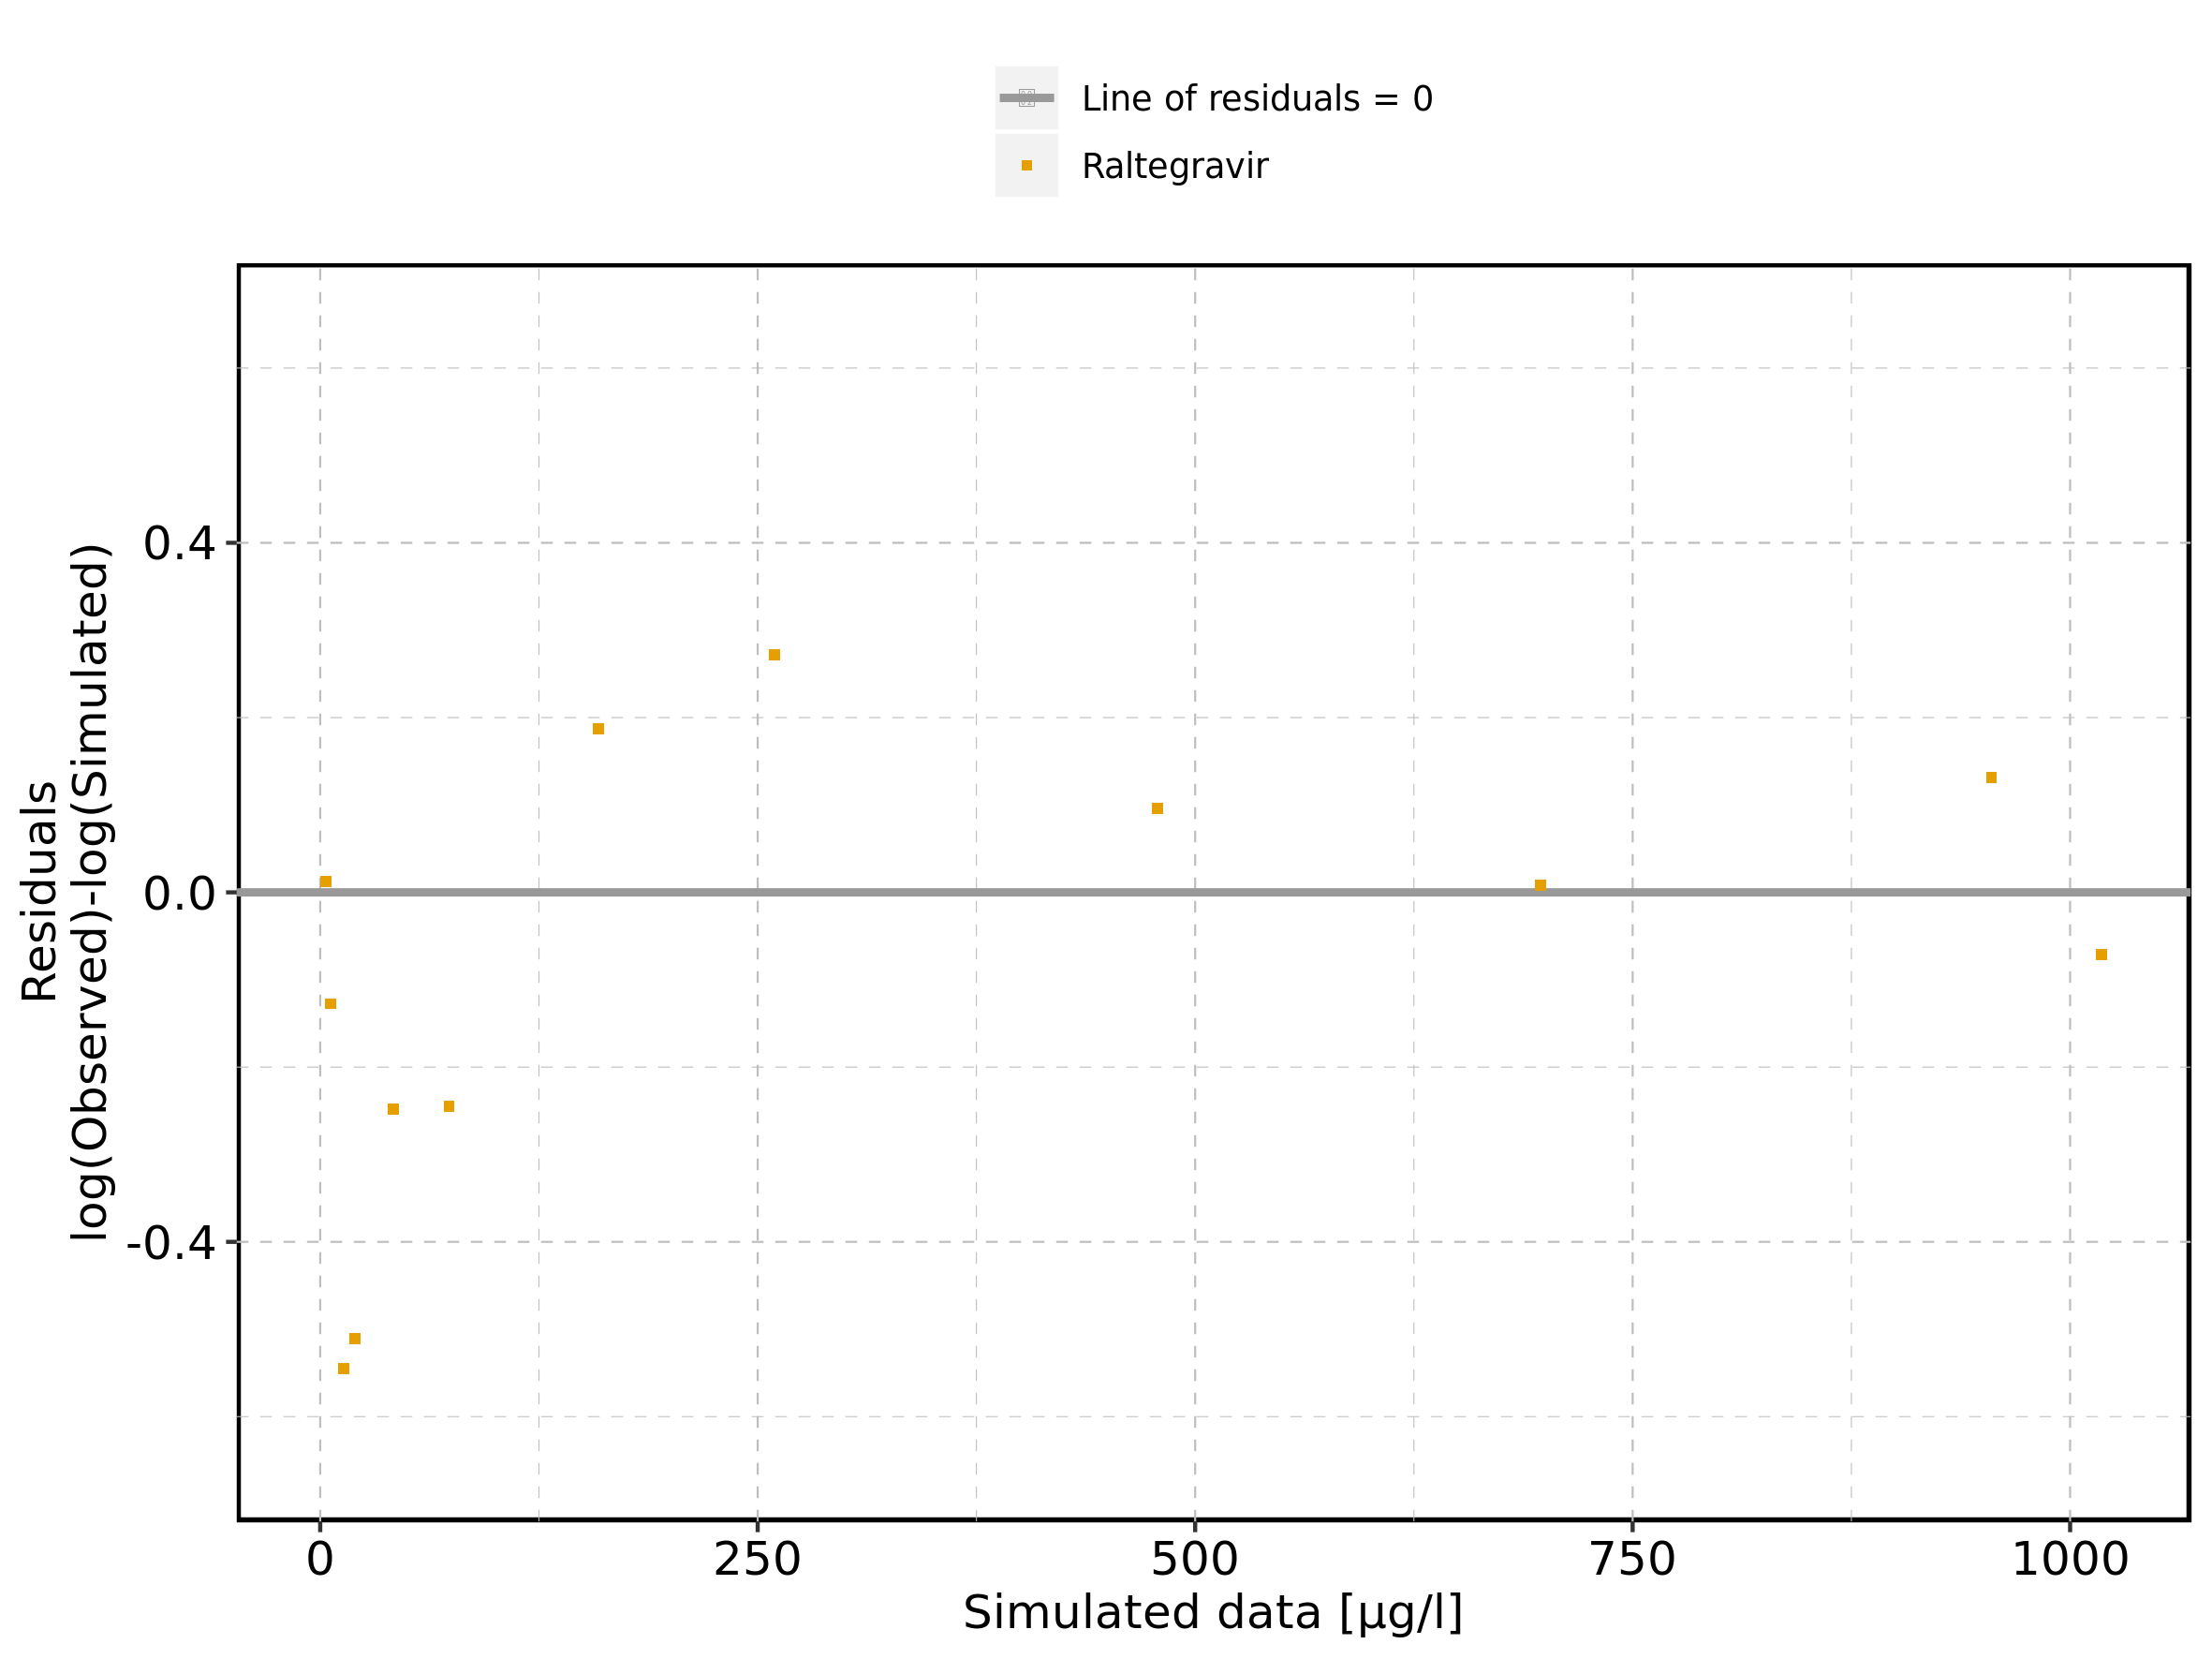 Line of residuals = 0
Raltegravir
Residuals
log(Observed)-log(Simulated)
0.4
0.0
-0.4
0
250
500
750
1000
Simulated data [µg/l]